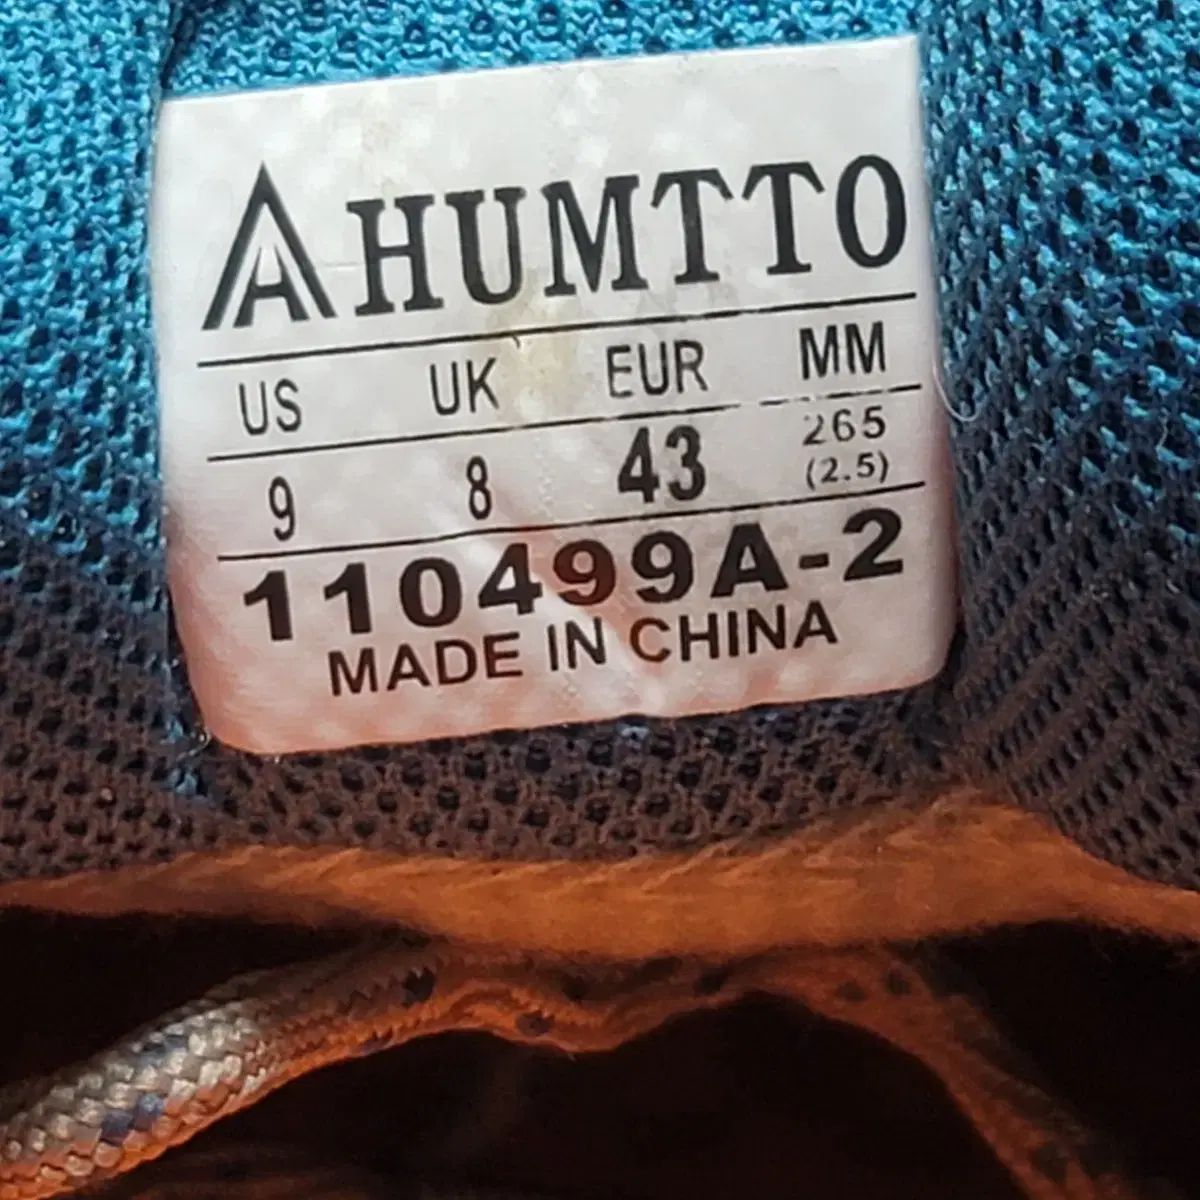 HUMTTO
US UK EUR MM
9 8 43 265
(2.5)
110499A-2
MADE IN CHINA